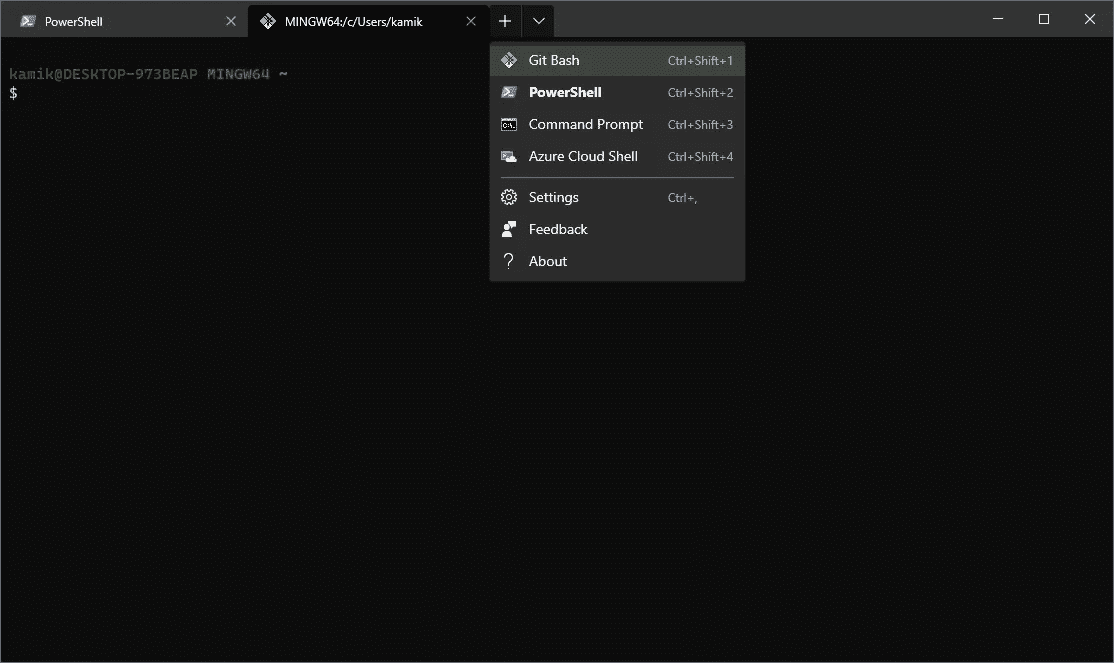 PowerShell
MINGW64:/c/Users/kamik
kamik@DESKTOP-973BEAP MINGW64 ~
$
Git Bash Ctrl+Shift+1
PowerShell Ctrl+Shift+2
Command Prompt Ctrl+Shift+3
Azure Cloud Shell Ctrl+Shift+4
Settings Ctrl+,
Feedback
About